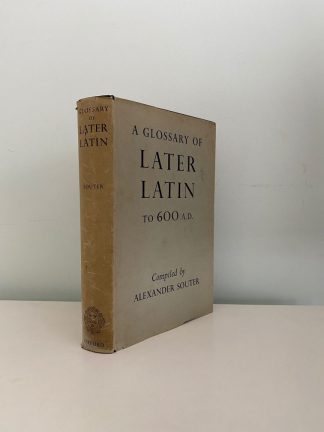 A GLOSSARY
OF
LATER
LATIN
SOUTER
OXFORD
A GLOSSARY OF
LATER
LATIN
TO 600 A.D.
Compiled by
ALEXANDER SOUTER